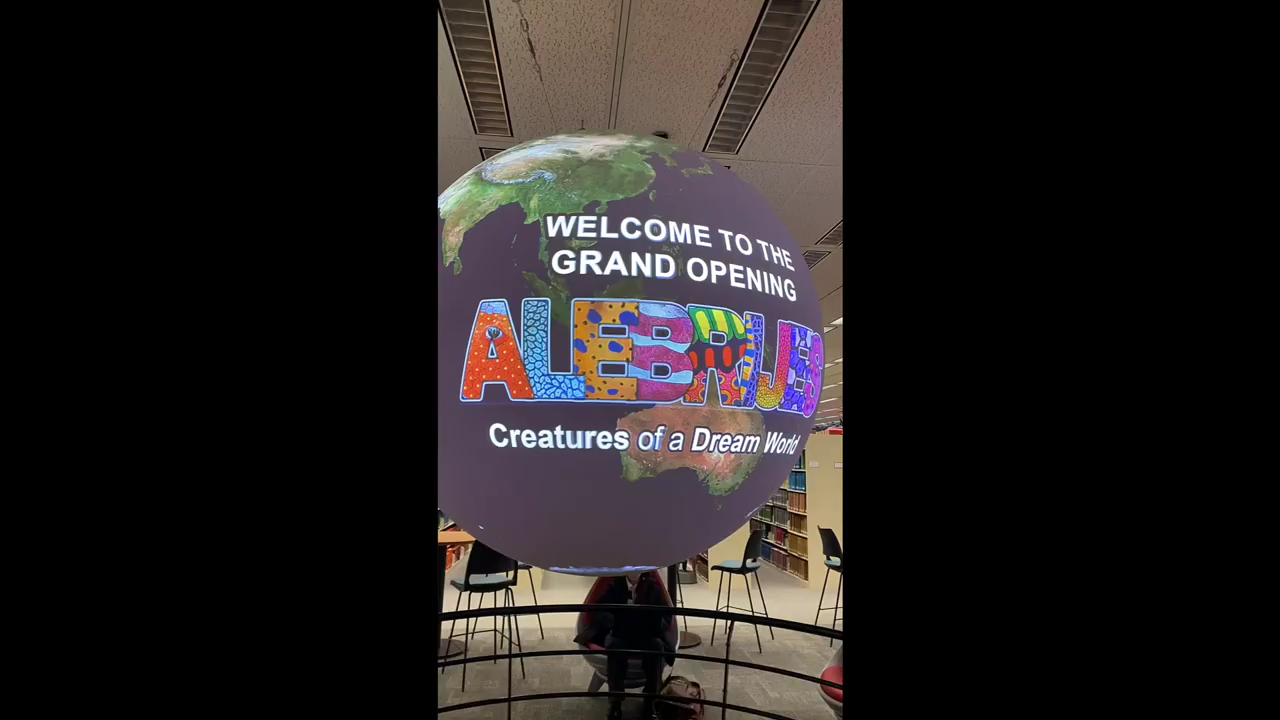 WELCOME TO THE
GRAND OPENING
ALEBRIJES
Creatures of a Dream World